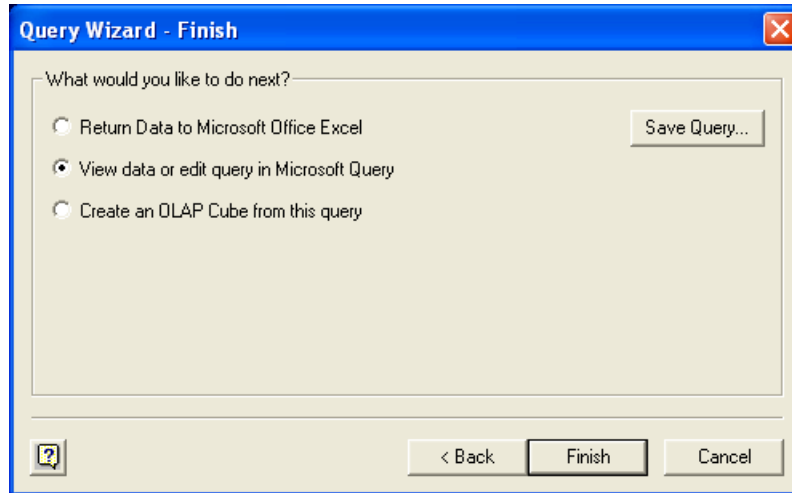 Query Wizard - Finish
What would you like to do next?
Return Data to Microsoft Office Excel
Save Query...
View data or edit query in Microsoft Query
Create an OLAP Cube from this query
< Back
Finish
Cancel